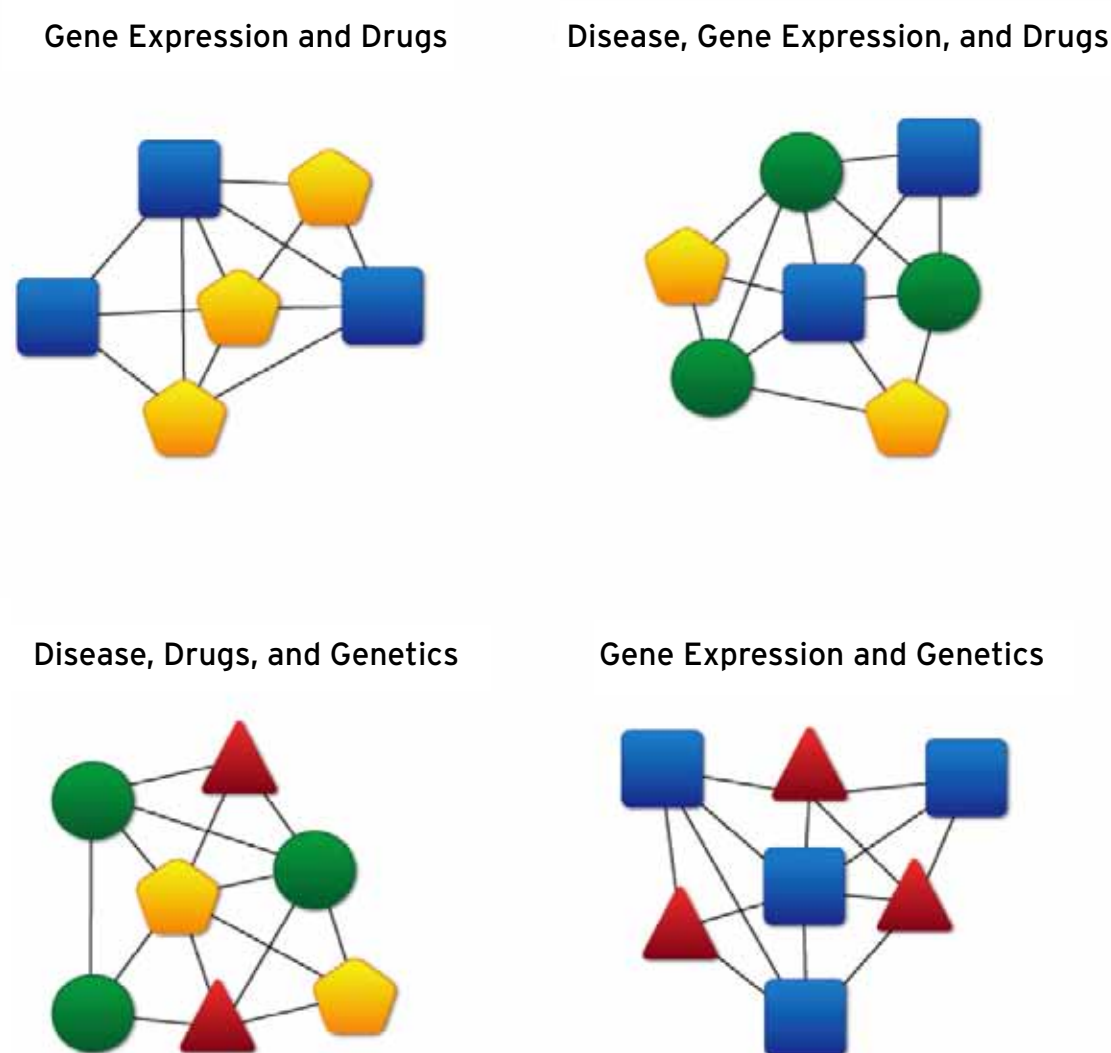 Gene Expression and Drugs
Disease, Gene Expression, and Drugs
Disease, Drugs, and Genetics
Gene Expression and Genetics